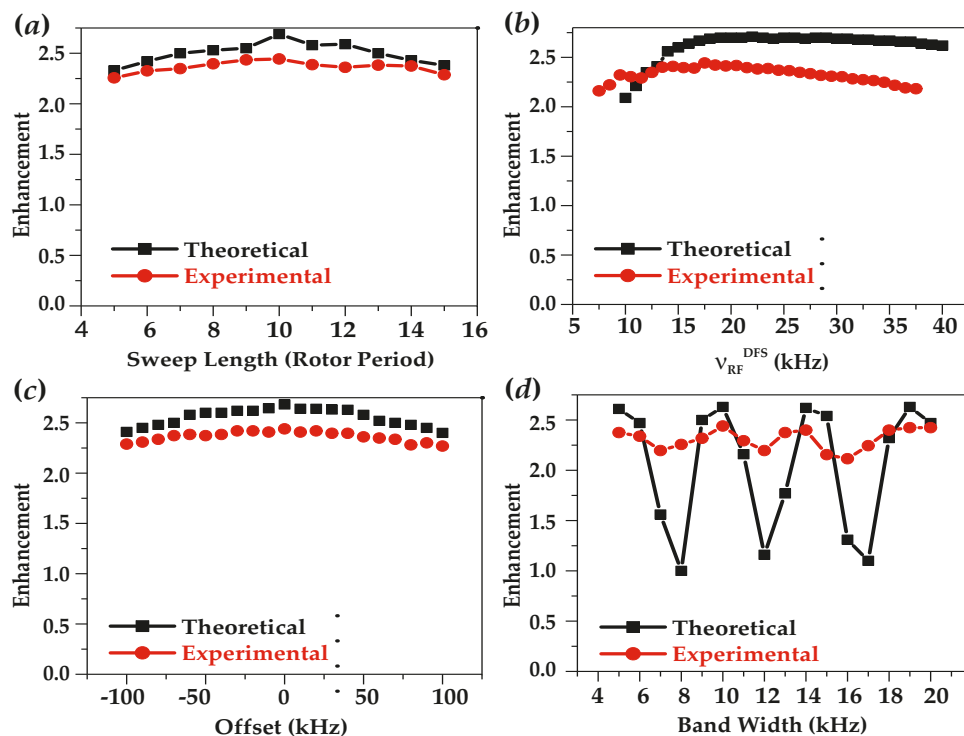 (a)
Enhancement
2.5
2.0
1.5
1.0
0.5
0.0
Theoretical
Experimental
4 6 8 10 12 14 16
Sweep Length (Rotor Period)
(b)
Enhancement
2.5
2.0
1.5
1.0
0.5
0.0
Theoretical
Experimental
5 10 15 20 25 30 35 40
νRF DFS (kHz)
(c)
Enhancement
2.5
2.0
1.5
1.0
0.5
0.0
Theoretical
Experimental
-100 -50 0 50 100
Offset (kHz)
(d)
Enhancement
2.5
2.0
1.5
1.0
0.5
0.0
Theoretical
Experimental
4 6 8 10 12 14 16 18 20
Band Width (kHz)